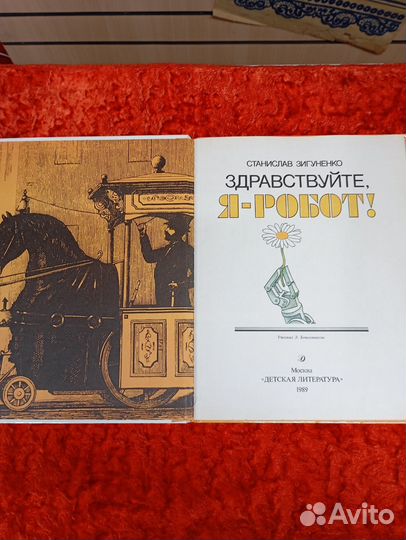 СТАНИСЛАВ ЗИГУНЕНКО
ЗДРАВСТВУЙТЕ,
Я-РОБОТ!
Москва
«ДЕТСКАЯ ЛИТЕРАТУРА»
1989
Avito